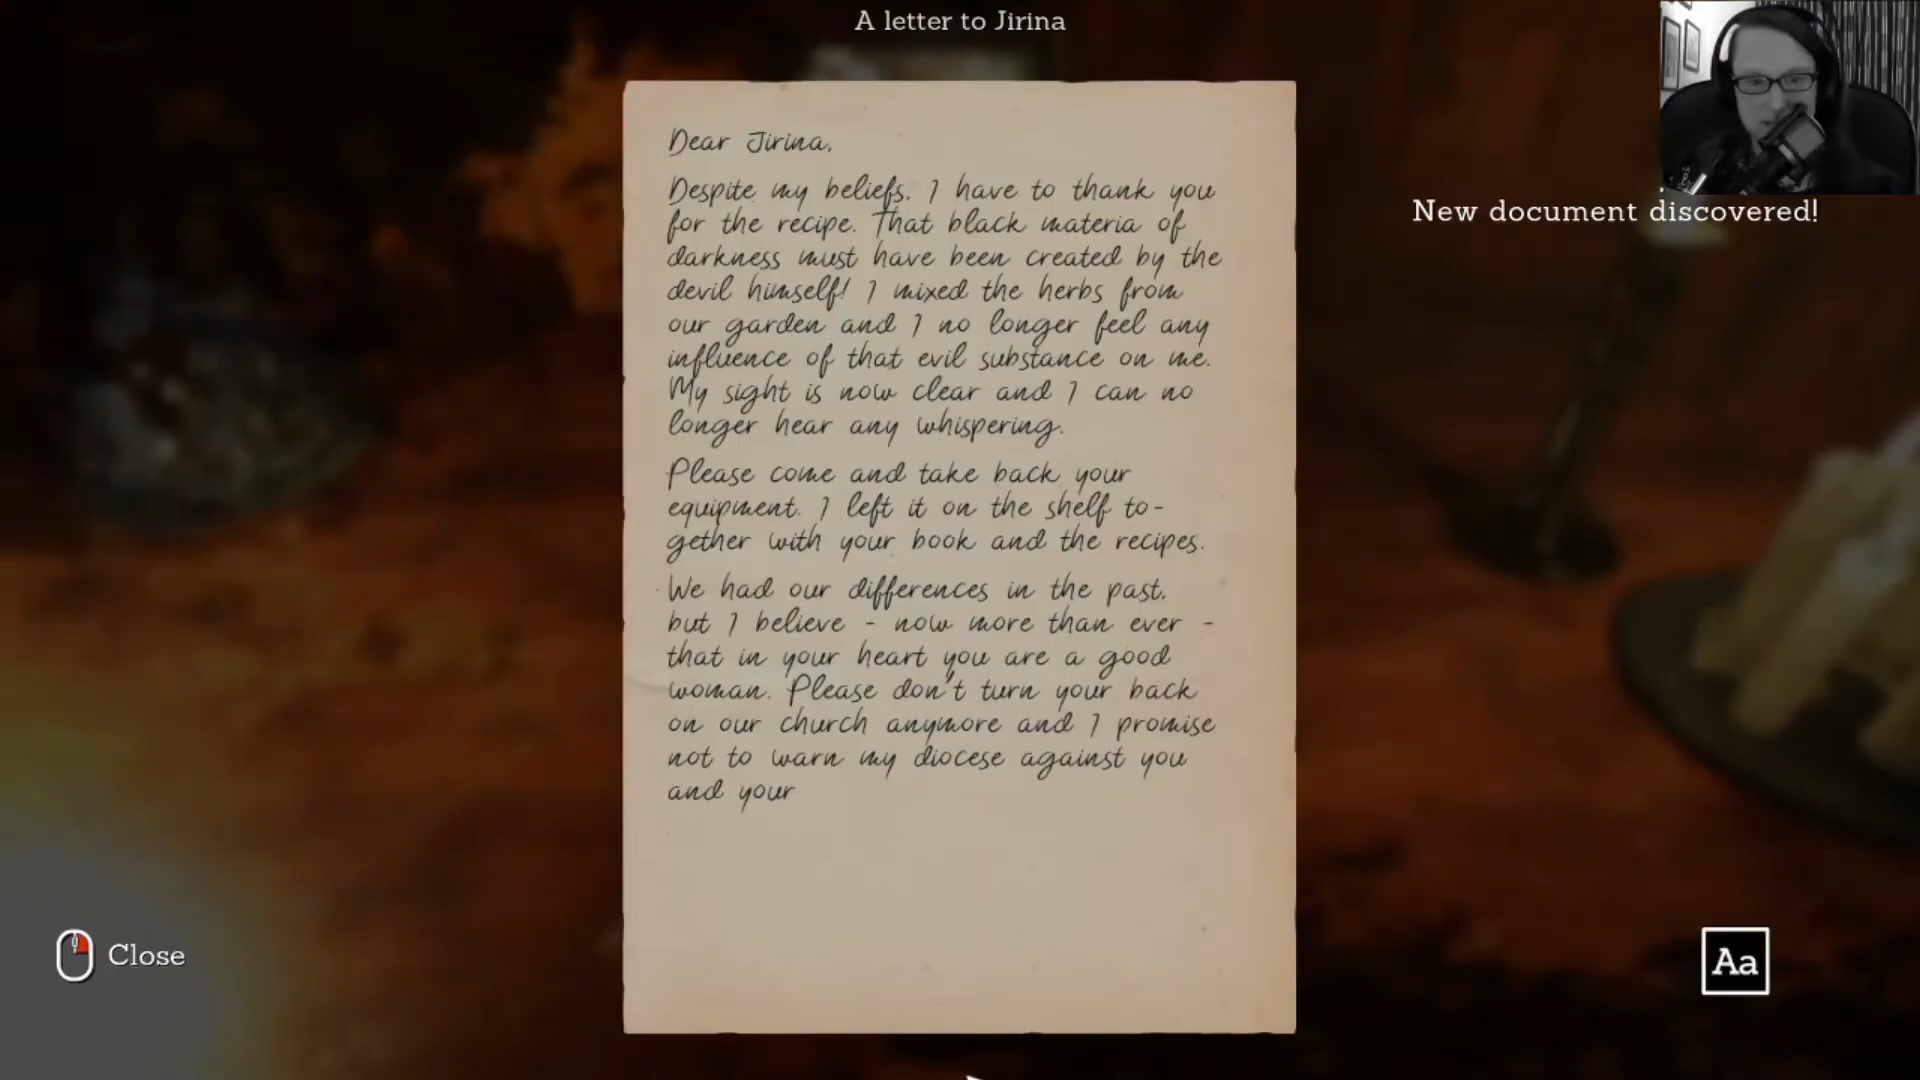 A letter to Jirina
New document discovered!
Dear Jirina,
Despite my beliefs, I have to thank you
for the recipe. That black materia of
darkness must have been created by the
devil himself! I mixed the herbs from
our garden and I no longer feel any
influence of that evil substance on me.
My sight is now clear and I can no
longer hear any whispering.
Please come and take back your
equipment. I left it on the shelf to-
gether with your book and the recipes.
We had our differences in the past,
but I believe - now more than ever -
that in your heart you are a good
woman. Please don't turn your back
on our church anymore and I promise
not to warn my diocese against you
and your
Close
Aa